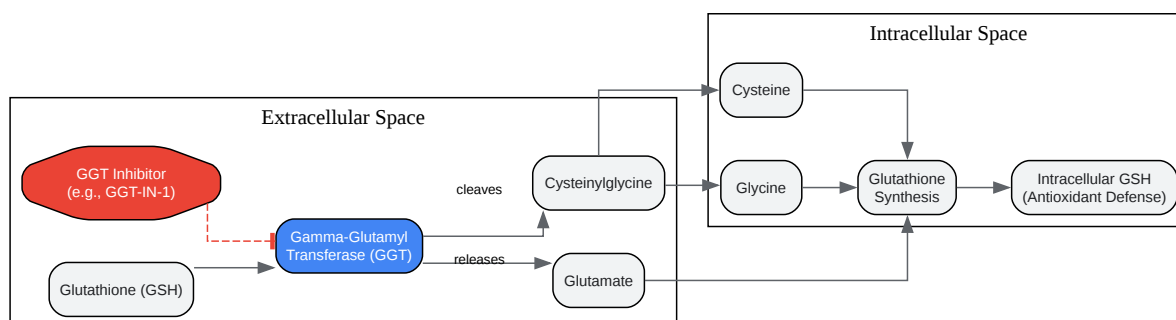 Intracellular Space
Cysteine
Extracellular Space
GGT Inhibitor
(e.g., GGT-IN-1)
cleaves
Cysteinylglycine
Glycine
Glutathione
Synthesis
Intracellular GSH
(Antioxidant Defense)
Gamma-Glutamyl
Transferase (GGT)
releases
Glutathione (GSH)
Glutamate